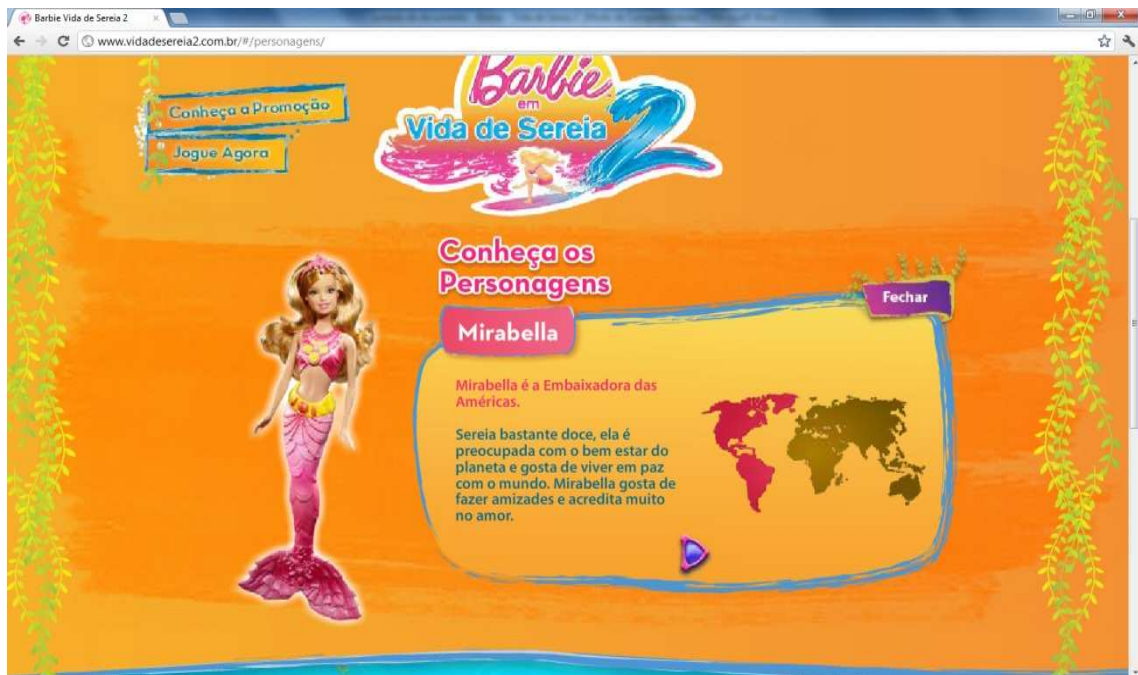 Barbie Vida de Sereia 2
www.vidadesereia2.com.br/#/personagens/
Conheça a Promoção
Jogue Agora
Barbie
em
Vida de Sereia
2
Conheça os
Personagens
Fechar
Mirabella
Mirabella é a Embaixadora das
Américas.
Sereia bastante doce, ela é
preocupada com o bem estar do
planeta e gosta de viver em paz
com o mundo. Mirabella gosta de
fazer amizades e acredita muito
no amor.